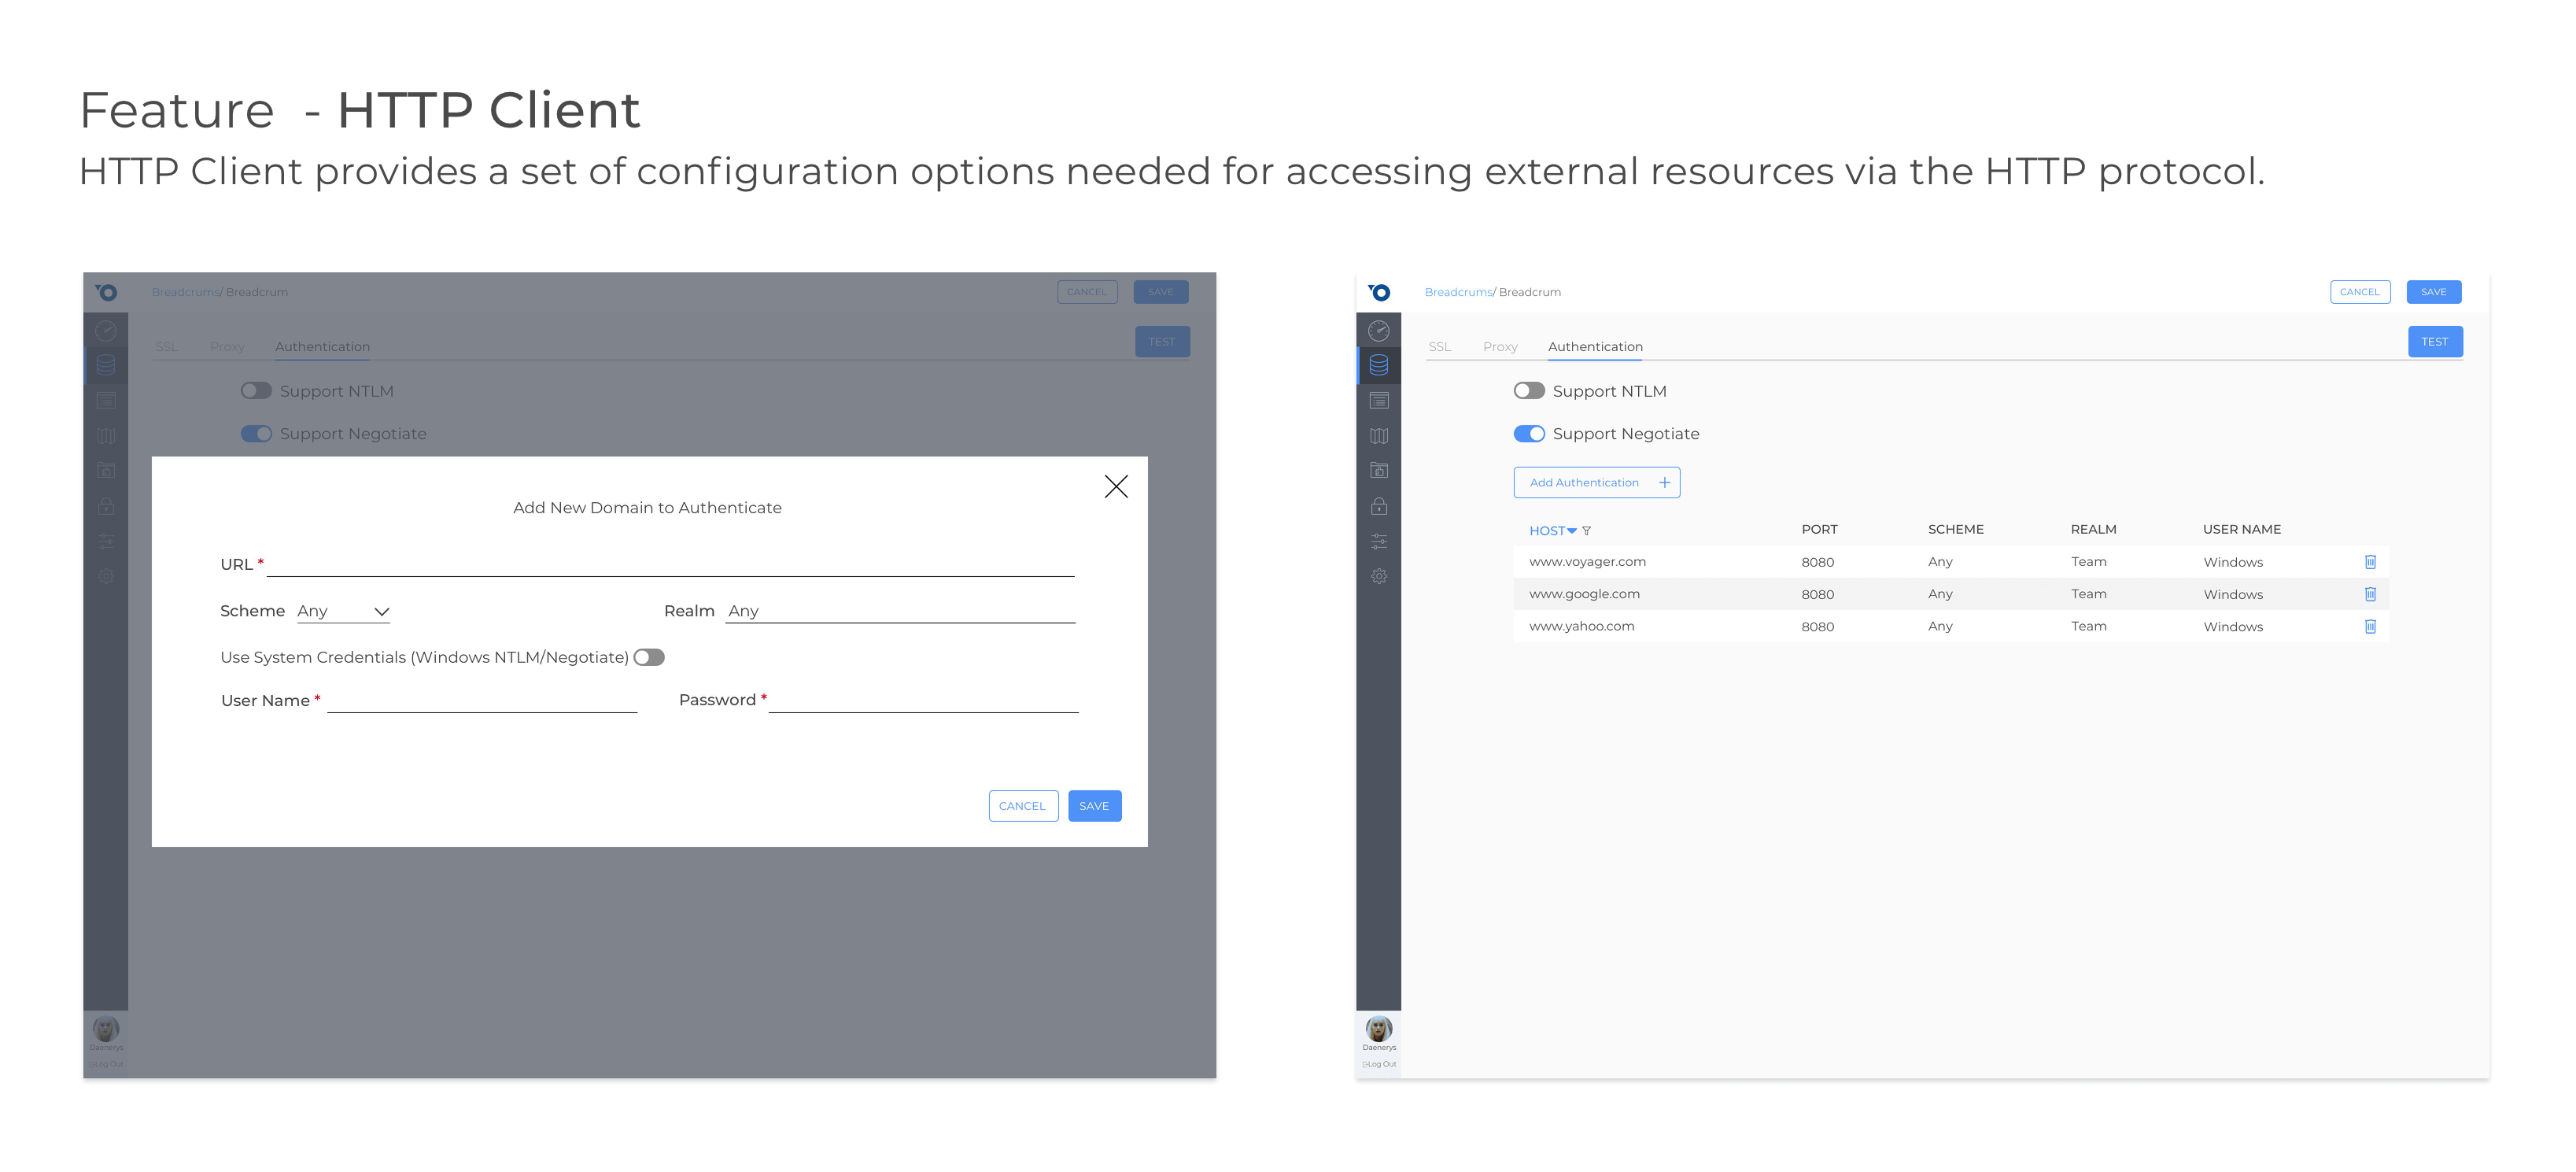 Feature - HTTP Client
HTTP Client provides a set of configuration options needed for accessing external resources via the HTTP protocol.
Breadcrums/ Breadcrum
CANCEL
SAVE
SSL
Proxy
Authentication
TEST
Support NTLM
Support Negotiate
Add New Domain to Authenticate
URL *
Scheme Any
Realm Any
Use System Credentials (Windows NTLM/Negotiate)
User Name *
Password *
CANCEL
SAVE
Daenerys
Log Out
Breadcrums/ Breadcrum
CANCEL
SAVE
SSL
Proxy
Authentication
TEST
Support NTLM
Support Negotiate
Add Authentication +
HOST PORT SCHEME REALM USER NAME
www.voyager.com 8080 Any Team Windows
www.google.com 8080 Any Team Windows
www.yahoo.com 8080 Any Team Windows
Daenerys
Log Out